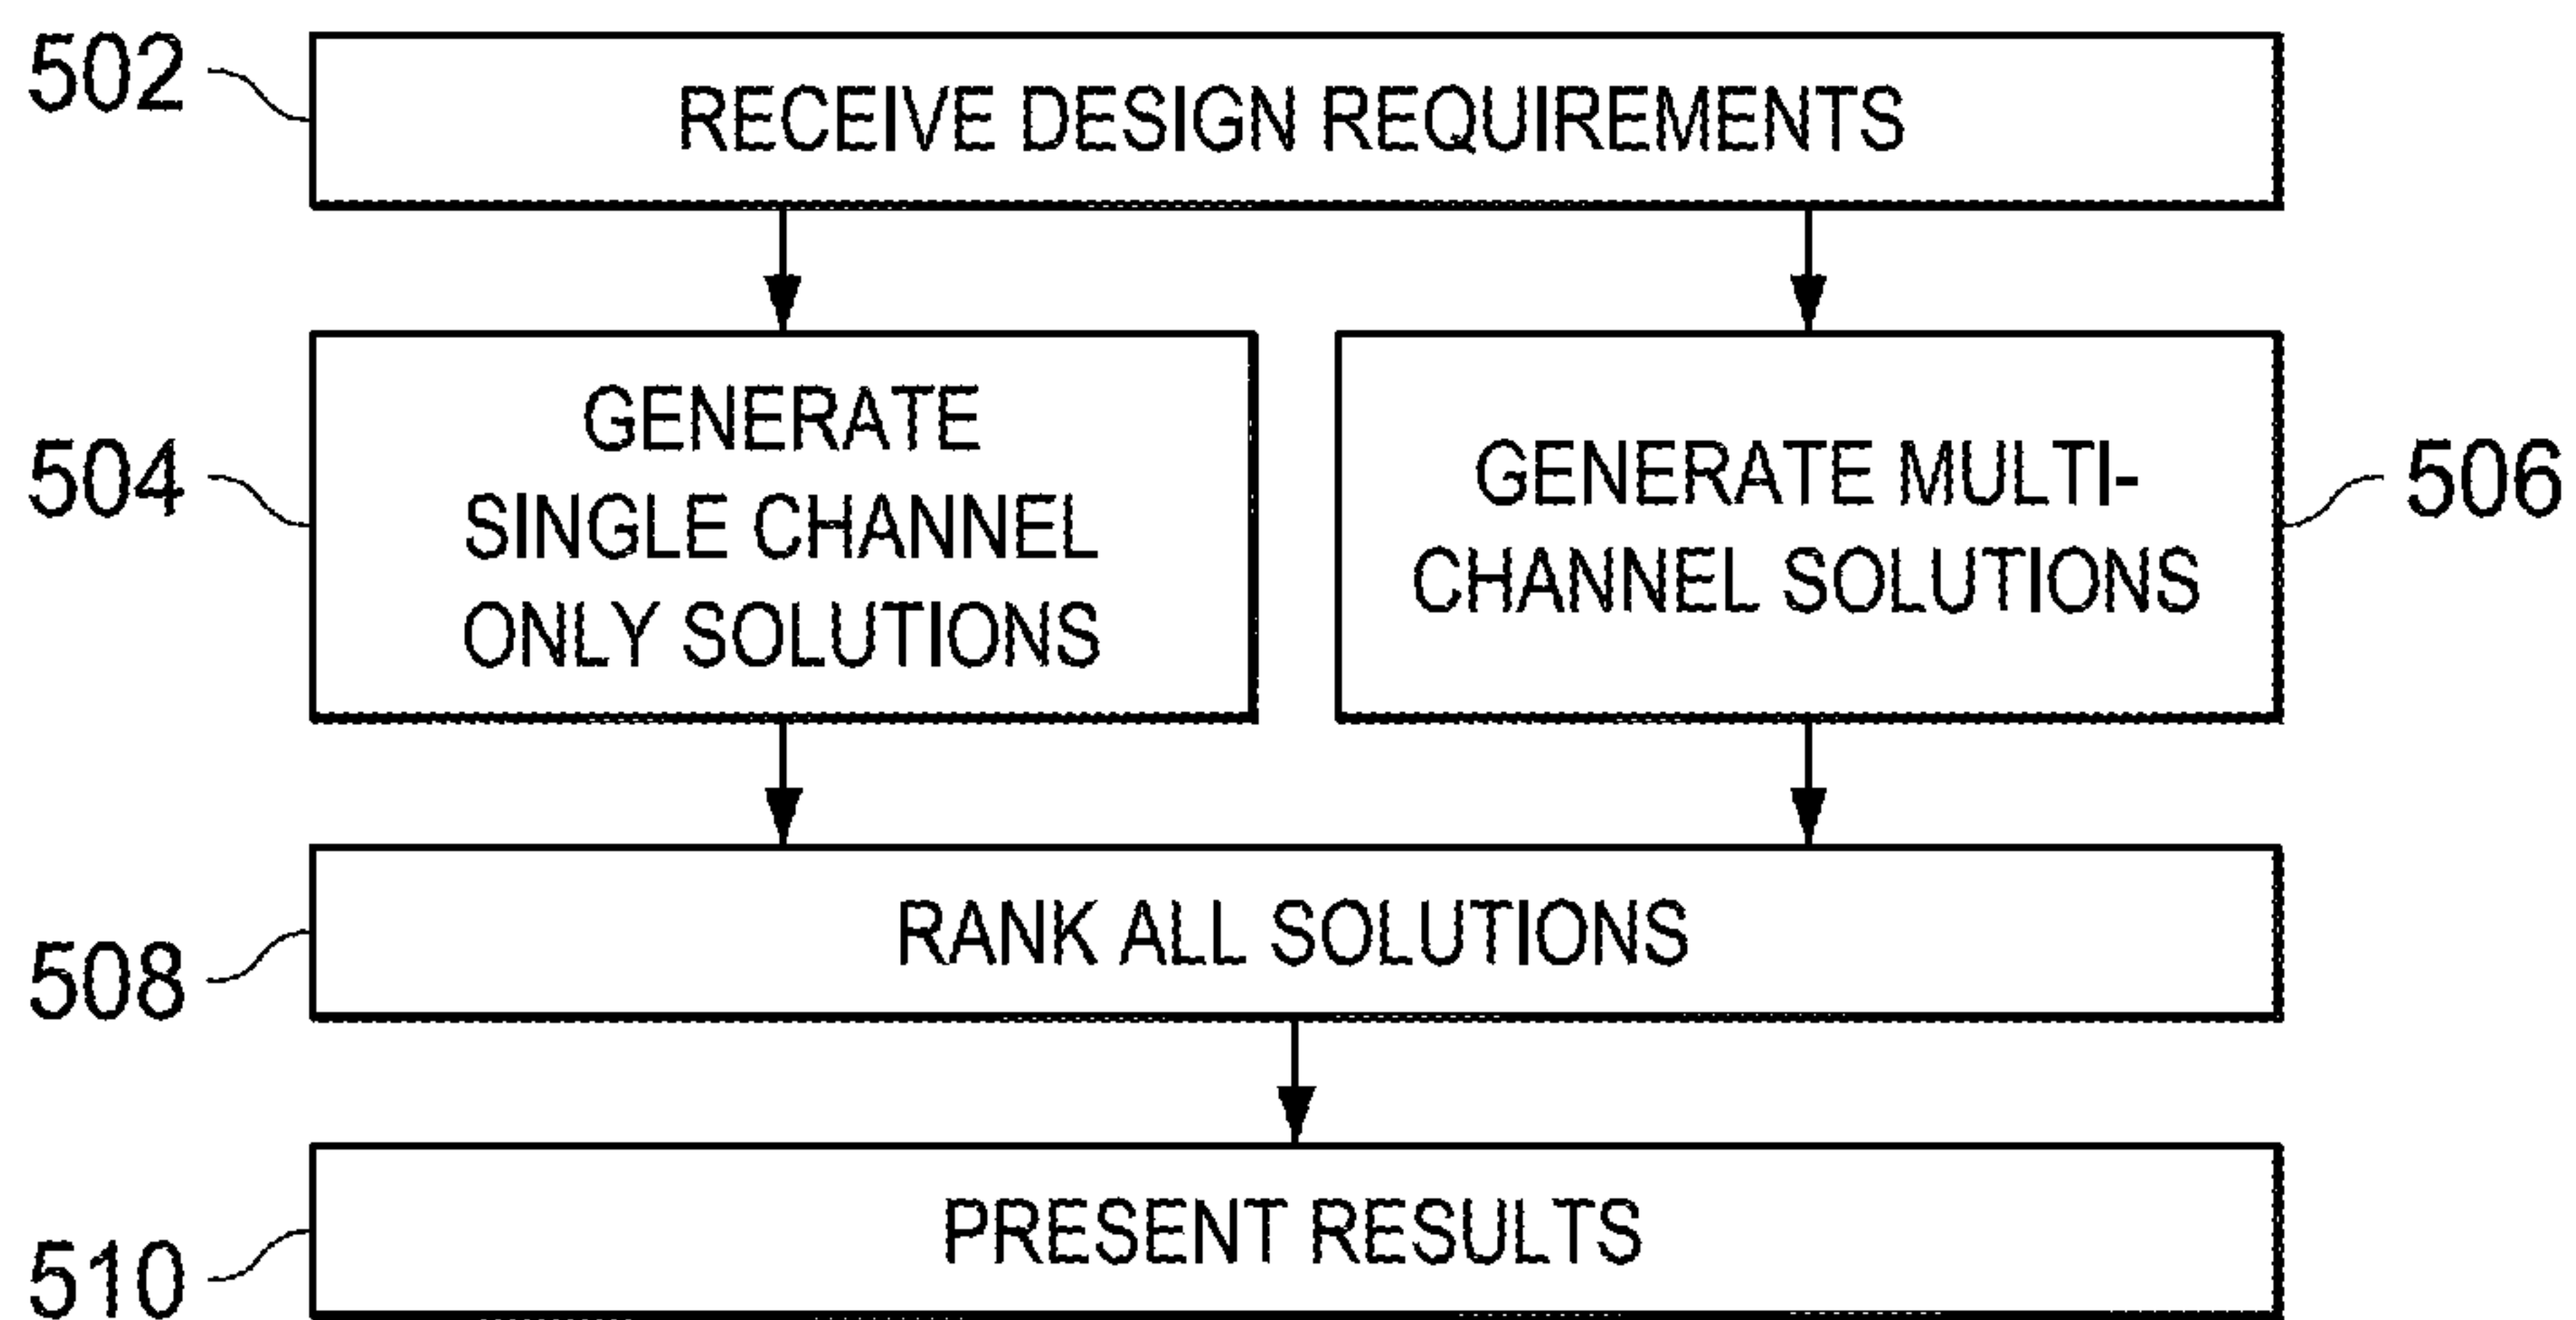 502
RECEIVE DESIGN REQUIREMENTS
504
GENERATE
SINGLE CHANNEL
ONLY SOLUTIONS
GENERATE MULTI-
CHANNEL SOLUTIONS
506
508
RANK ALL SOLUTIONS
510
PRESENT RESULTS